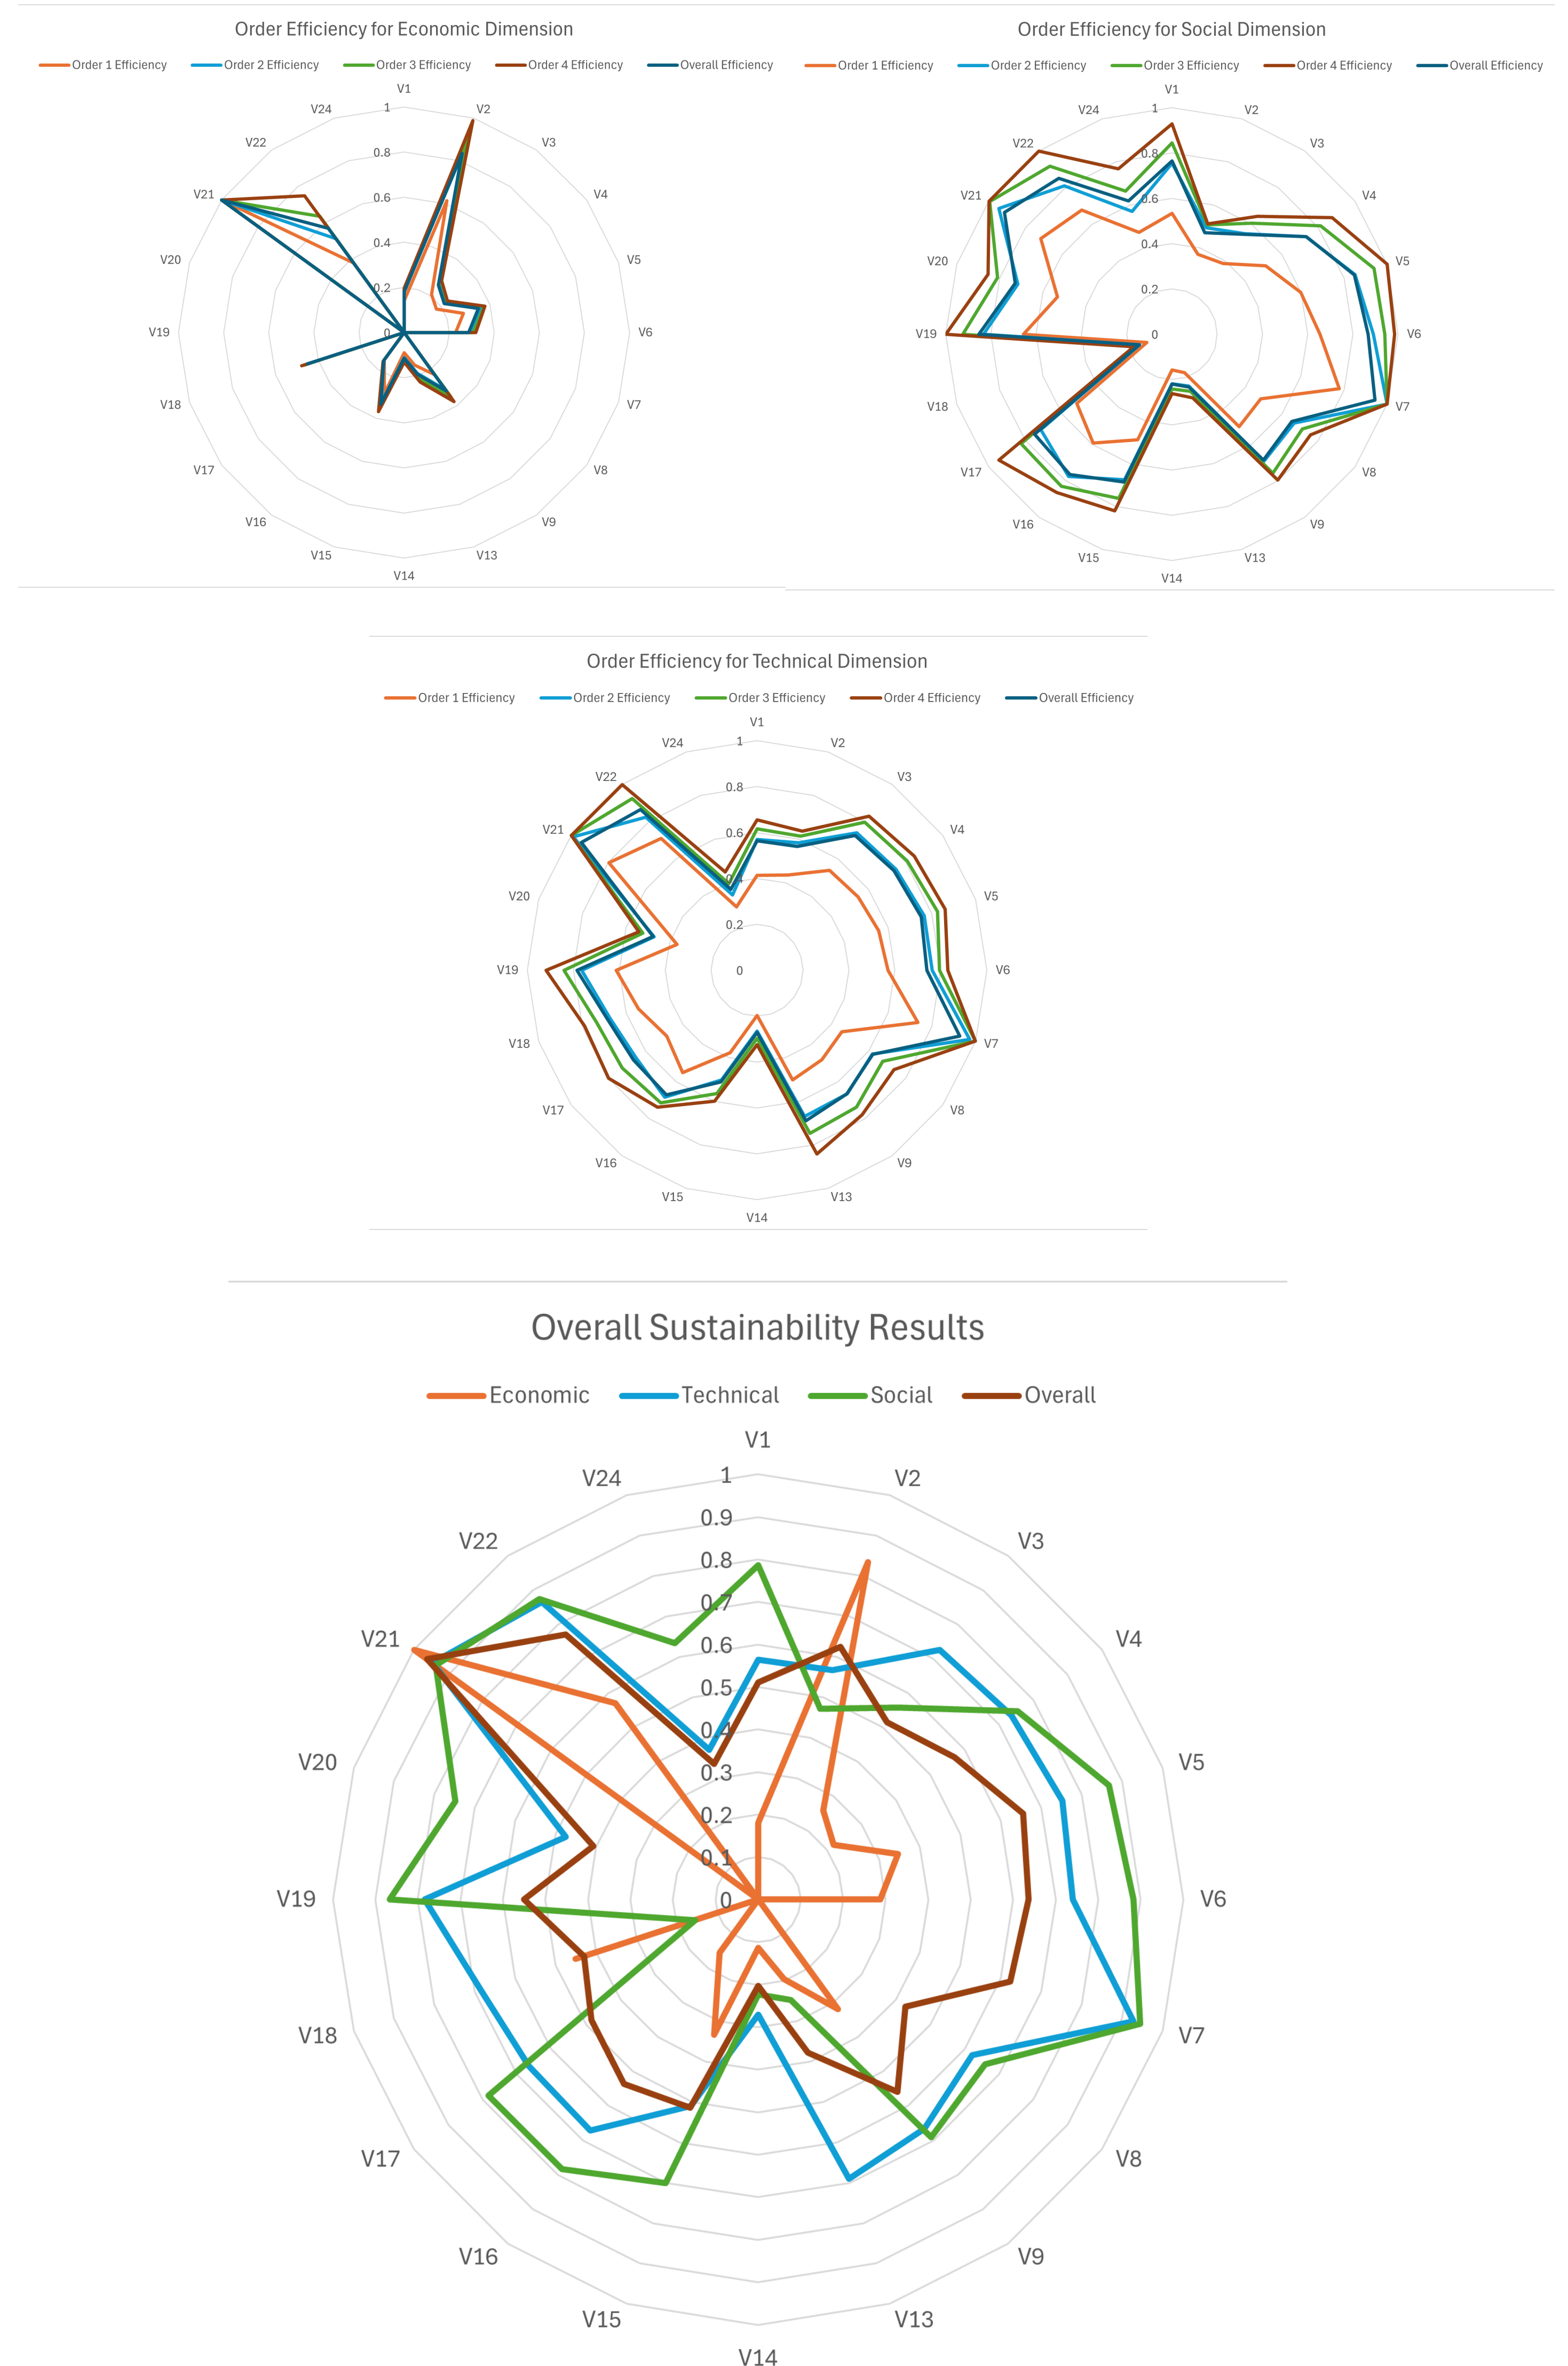 Order Efficiency for Economic Dimension
Order 1 Efficiency Order 2 Efficiency Order 3 Efficiency Order 4 Efficiency Overall Efficiency
V1
V24 1 V2
V22 0.8 V3
V21 0.6 V4
0.4
V20 0.2 V5
V19 0 V6
V18 V7
V17 V8
V16 V9
V15 V13
V14
Order Efficiency for Social Dimension
Order 1 Efficiency Order 2 Efficiency Order 3 Efficiency Order 4 Efficiency Overall Efficiency
V1
V24 1 V2
V22 0.8 V3
V21 0.6 V4
0.4
V20 0.2 V5
V19 0 V6
V18 V7
V17 V8
V16 V9
V15 V13
V14
Order Efficiency for Technical Dimension
Order 1 Efficiency Order 2 Efficiency Order 3 Efficiency Order 4 Efficiency Overall Efficiency
V1
V24 1 V2
V22 0.8 V3
V21 0.6 V4
0.4
V20 0.2 V5
V19 0 V6
V18 V7
V17 V8
V16 V9
V15 V13
V14
Overall Sustainability Results
Economic Technical Social Overall
V1
V24 1 V2
0.9
V22 0.8 V3
0.7
V21 0.6 V4
0.5
0.4
V20 0.3 V5
0.2
0.1
V19 0 V6
V18 V7
V17 V8
V16 V9
V15 V13
V14